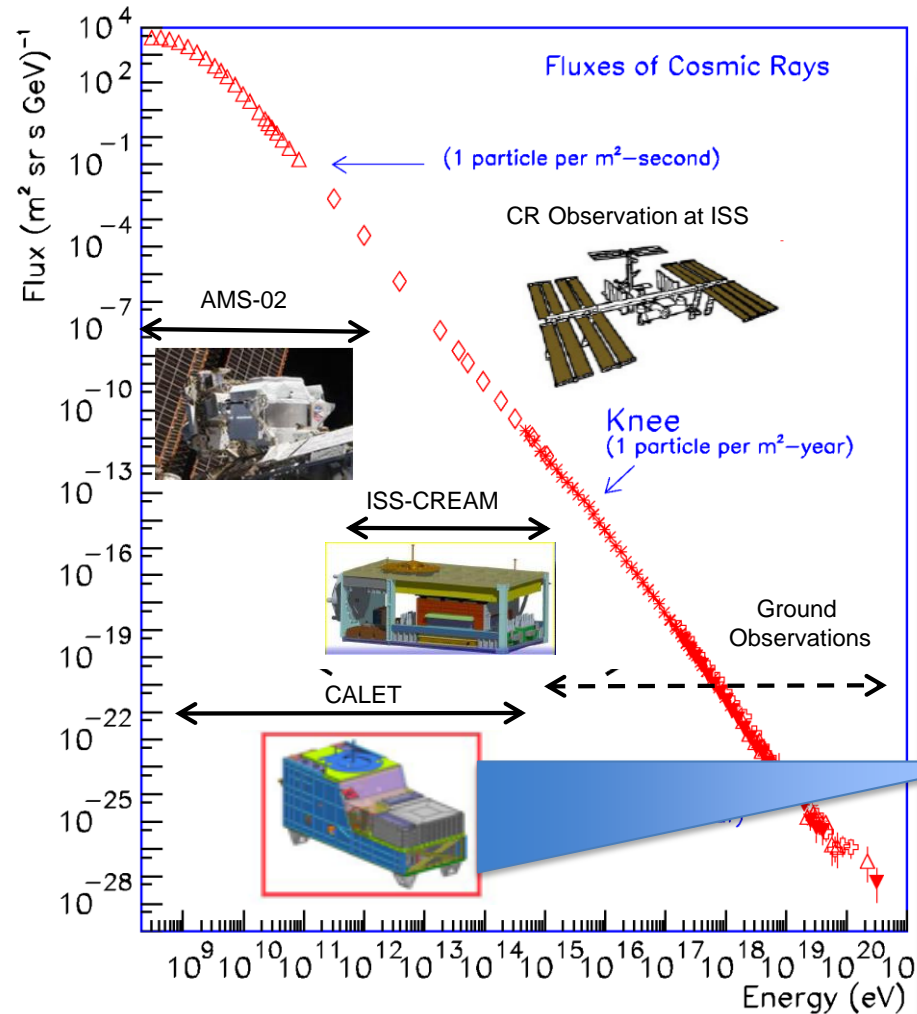 Fluxes of Cosmic Rays
Flux (m² sr s GeV)⁻¹
10⁴
10²
10⁻¹
10⁻⁴
10⁻⁷
10⁻¹⁰
10⁻¹³
10⁻¹⁶
10⁻¹⁹
10⁻²²
10⁻²⁵
10⁻²⁸
(1 particle per m²−second)
CR Observation at ISS
AMS-02
Knee
(1 particle per m²−year)
ISS-CREAM
Ground
Observations
CALET
10⁹ 10¹⁰ 10¹¹ 10¹² 10¹³ 10¹⁴ 10¹⁵ 10¹⁶ 10¹⁷ 10¹⁸ 10¹⁹ 10²⁰
Energy (eV)